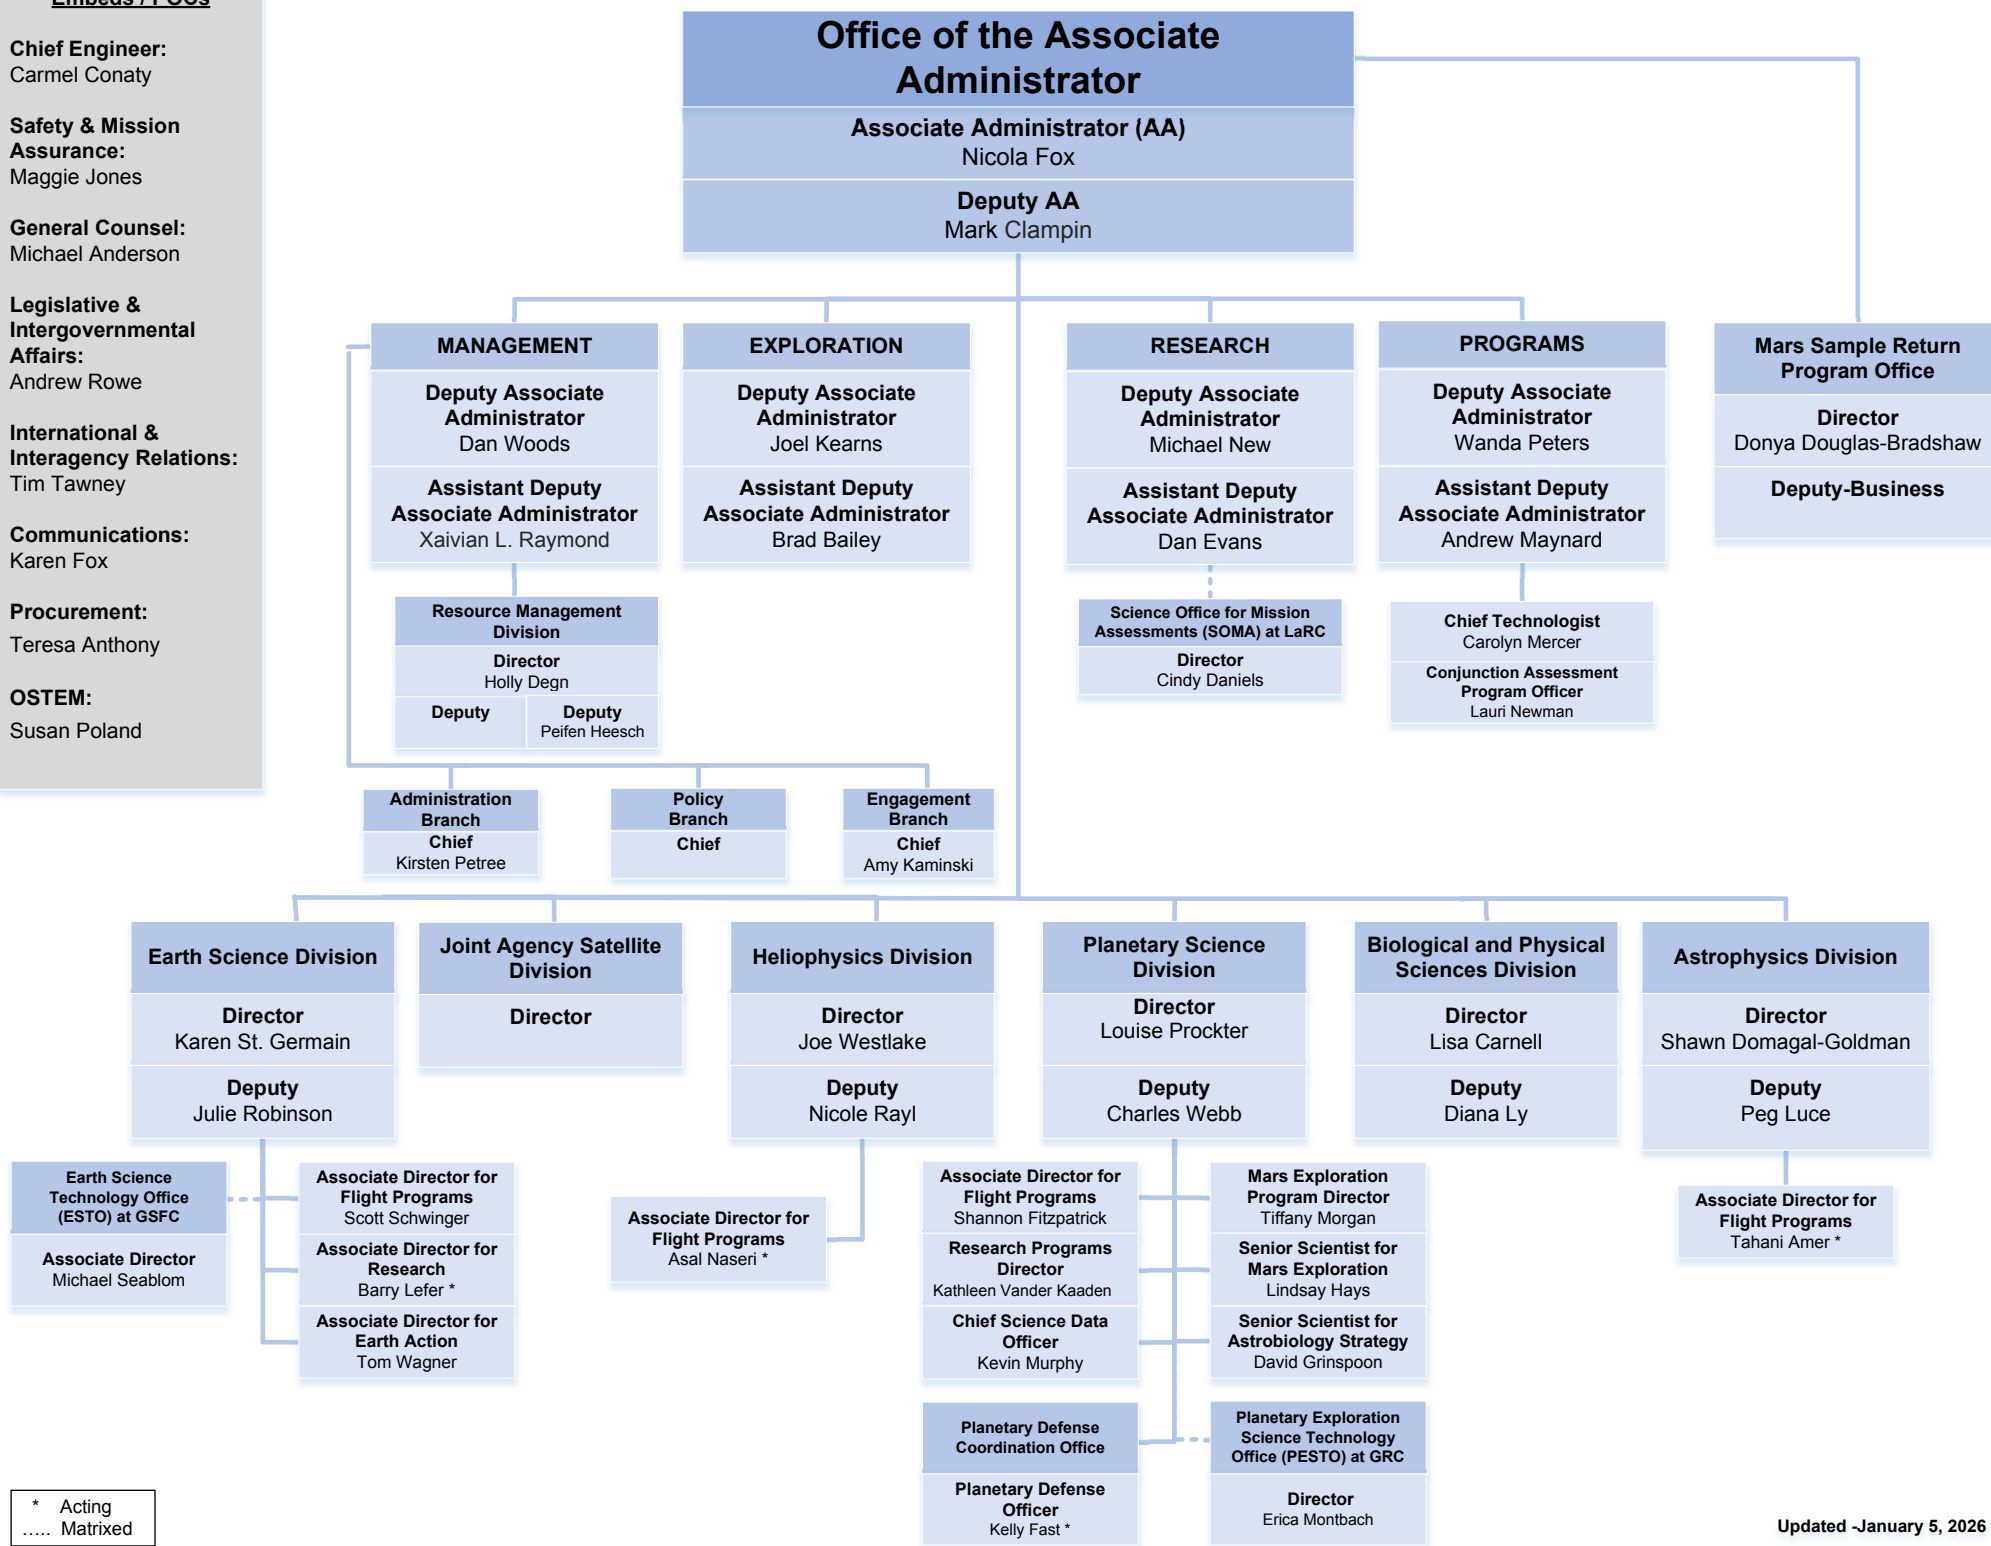 Embeds / POCs
Chief Engineer:
Carmel Conaty
Safety & Mission
Assurance:
Maggie Jones
General Counsel:
Michael Anderson
Legislative &
Intergovernmental
Affairs:
Andrew Rowe
International &
Interagency Relations:
Tim Tawney
Communications:
Karen Fox
Procurement:
Teresa Anthony
OSTEM:
Susan Poland
Office of the Associate
Administrator
Associate Administrator (AA)
Nicola Fox
Deputy AA
Mark Clampin
MANAGEMENT
Deputy Associate
Administrator
Dan Woods
Assistant Deputy
Associate Administrator
Xaivian L. Raymond
EXPLORATION
Deputy Associate
Administrator
Joel Kearns
Assistant Deputy
Associate Administrator
Brad Bailey
RESEARCH
Deputy Associate
Administrator
Michael New
Assistant Deputy
Associate Administrator
Dan Evans
PROGRAMS
Deputy Associate
Administrator
Wanda Peters
Assistant Deputy
Associate Administrator
Andrew Maynard
Mars Sample Return
Program Office
Director
Donya Douglas-Bradshaw
Deputy-Business
Resource Management
Division
Director
Holly Degn
Deputy
Deputy
Peifen Heesch
Science Office for Mission
Assessments (SOMA) at LaRC
Director
Cindy Daniels
Chief Technologist
Carolyn Mercer
Conjunction Assessment
Program Officer
Lauri Newman
Administration
Branch
Chief
Kirsten Petree
Policy
Branch
Chief
Engagement
Branch
Chief
Amy Kaminski
Earth Science Division
Director
Karen St. Germain
Deputy
Julie Robinson
Joint Agency Satellite
Division
Director
Heliophysics Division
Director
Joe Westlake
Deputy
Nicole Rayl
Planetary Science
Division
Director
Louise Prockter
Deputy
Charles Webb
Biological and Physical
Sciences Division
Director
Lisa Carnell
Deputy
Diana Ly
Astrophysics Division
Director
Shawn Domagal-Goldman
Deputy
Peg Luce
Earth Science
Technology Office
(ESTO) at GSFC
Associate Director
Michael Seablom
Associate Director for
Flight Programs
Scott Schwinger
Associate Director for
Research
Barry Lefer *
Associate Director for
Earth Action
Tom Wagner
Associate Director for
Flight Programs
Asal Naseri *
Associate Director for
Flight Programs
Shannon Fitzpatrick
Research Programs
Director
Kathleen Vander Kaaden
Chief Science Data
Officer
Kevin Murphy
Mars Exploration
Program Director
Tiffany Morgan
Senior Scientist for
Mars Exploration
Lindsay Hays
Senior Scientist for
Astrobiology Strategy
David Grinspoon
Associate Director for
Flight Programs
Tahani Amer *
Planetary Defense
Coordination Office
Planetary Defense
Officer
Kelly Fast *
Planetary Exploration
Science Technology
Office (PESTO) at GRC
Director
Erica Montbach
* Acting
..... Matrixed
Updated -January 5, 2026